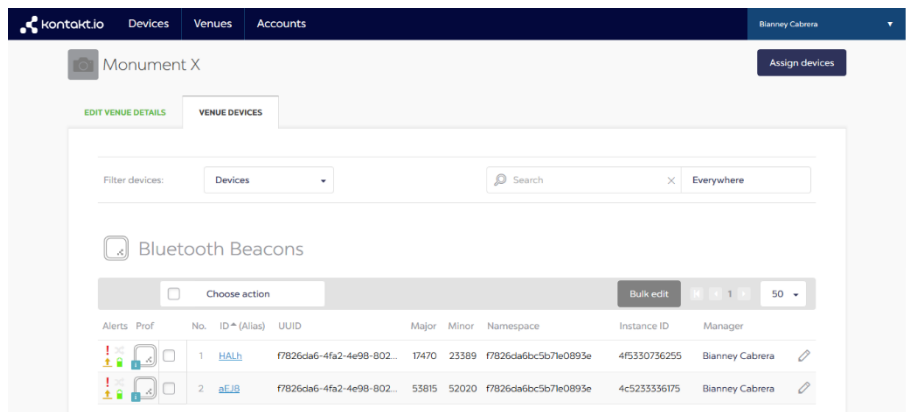 kontakt.io Devices Venues Accounts Bianney Cabrera
Monument X Assign devices
EDIT VENUE DETAILS VENUE DEVICES
Filter devices: Devices Search Everywhere
Bluetooth Beacons
Choose action Bulk edit 1 50
Alerts Prof No. ID (Alias) UUID Major Minor Namespace Instance ID Manager
1 HALh f7826da6-4fa2-4e98-802... 17470 23389 f7826da6bc5b71e0893e 4f5330736255 Bianney Cabrera
2 aEJ8 f7826da6-4fa2-4e98-802... 53815 52020 f7826da6bc5b71e0893e 4c5233336175 Bianney Cabrera